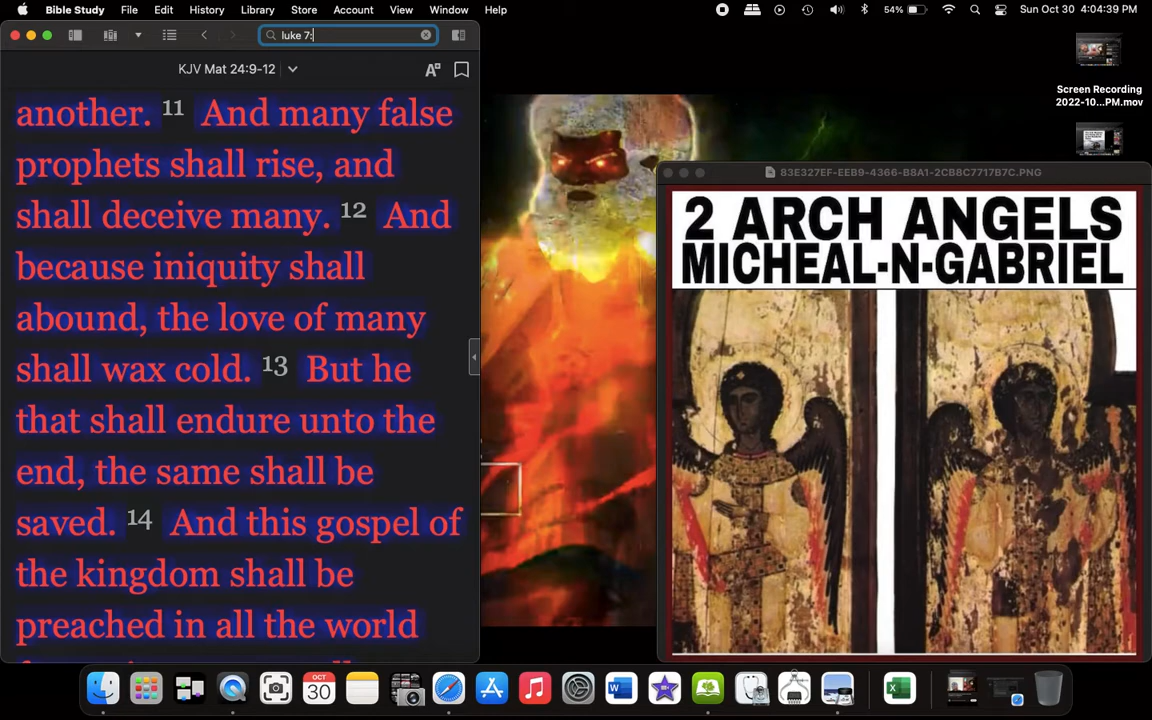 Bible Study File Edit History Library Store Account View Window Help 54% Sun Oct 30 4:04:39 PM
luke 7:
KJV Mat 24:9-12
another. 11 And many false
prophets shall rise, and
shall deceive many. 12 And
because iniquity shall
abound, the love of many
shall wax cold. 13 But he
that shall endure unto the
end, the same shall be
saved. 14 And this gospel of
the kingdom shall be
preached in all the world
Screen Recording
2022-10...PM.mov
83E327EF-EEB9-4366-B8A1-2CB8C7717B7C.PNG
2 ARCH ANGELS
MICHEAL-N-GABRIEL
OCT
30